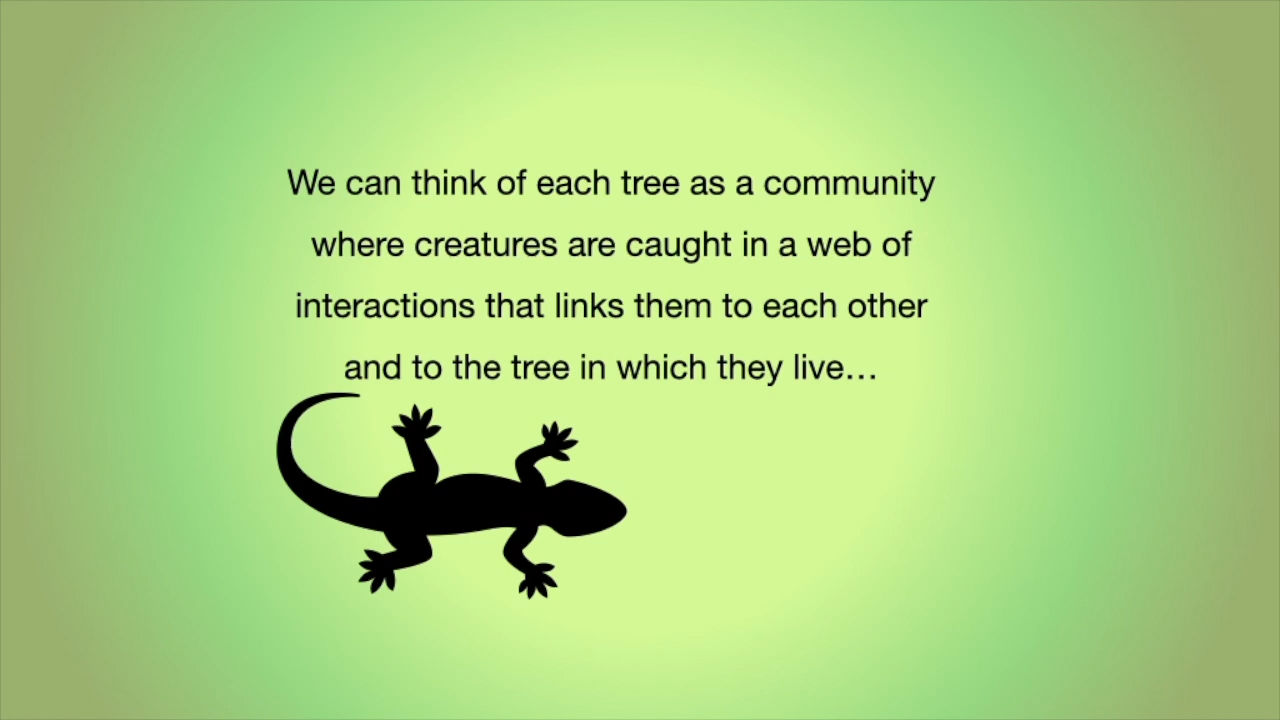 We can think of each tree as a community
where creatures are caught in a web of
interactions that links them to each other
and to the tree in which they live…